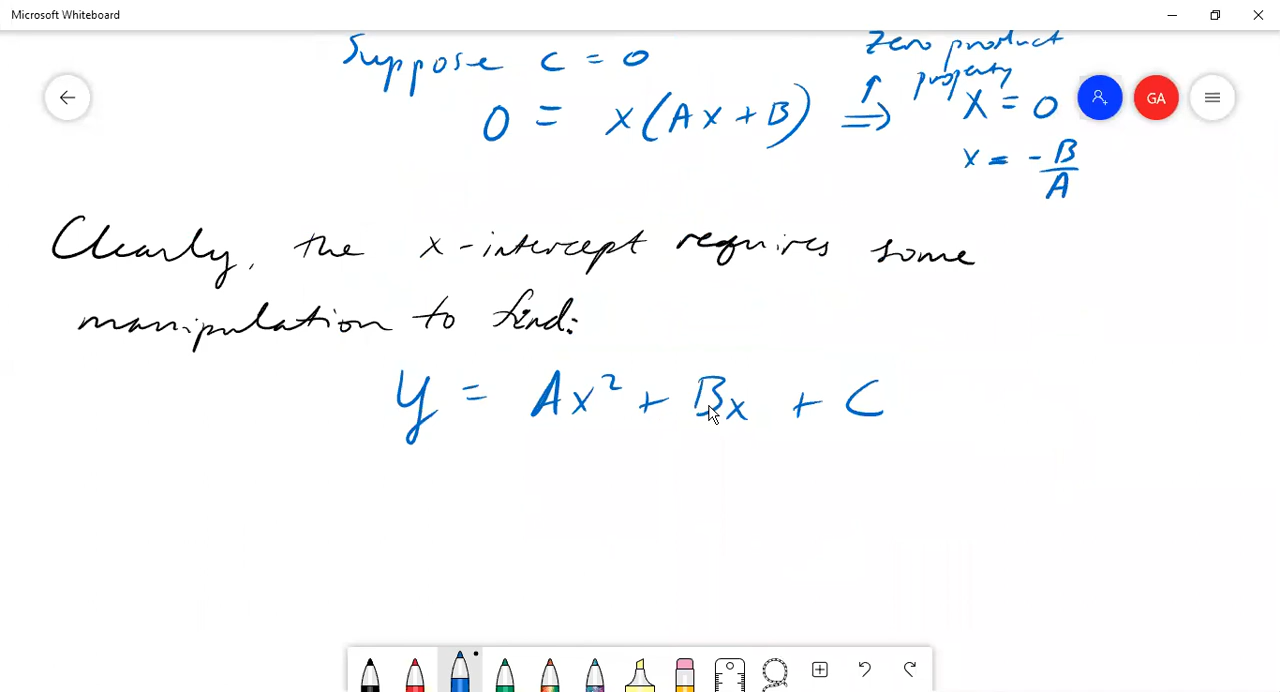 Microsoft Whiteboard
Suppose C = 0
Zero product
property
0 = x(Ax + B) ⇒ x = 0
x = -B/A
GA
Clearly, the x-intercept requires some
manipulation to find:
y = Ax² + Bx + C